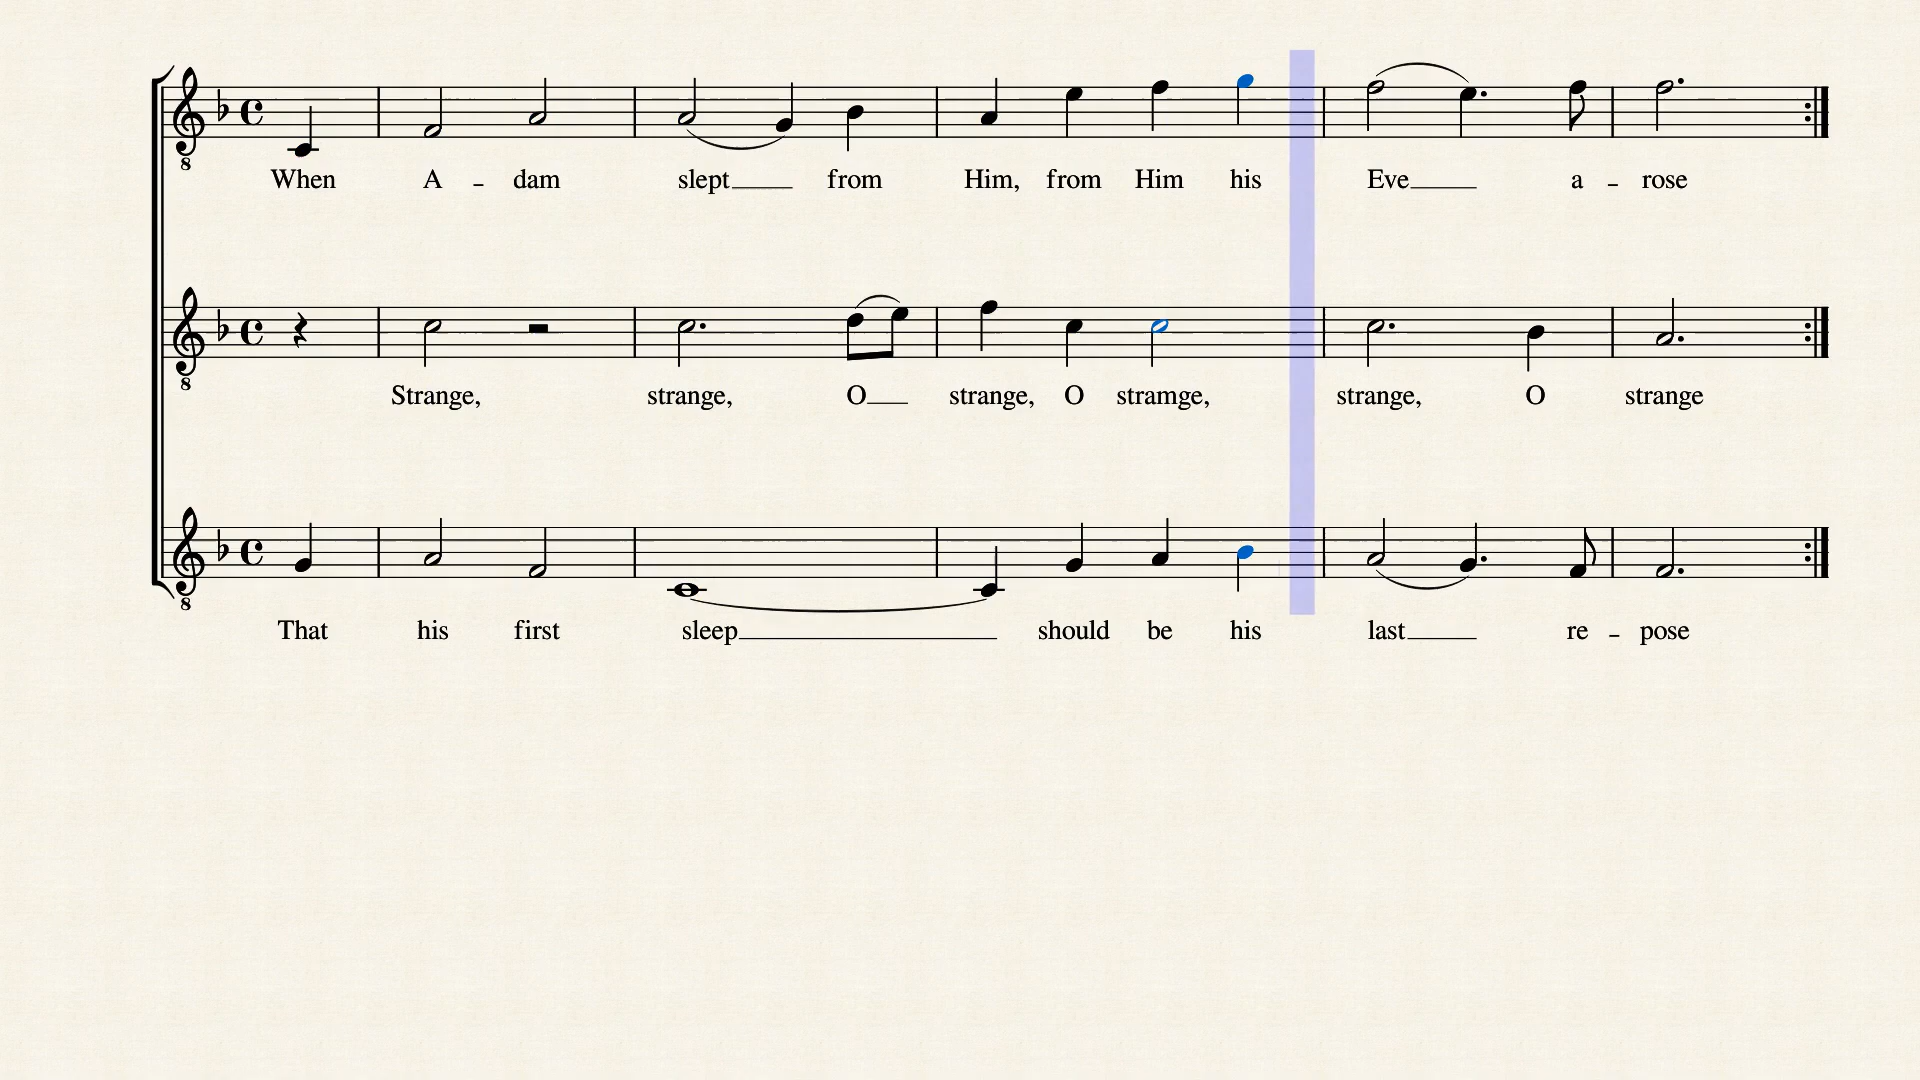 When A - dam slept from Him, from Him his Eve a - rose
Strange, strange, O strange, O stramge, strange, O strange
That his first sleep should be his last re - pose